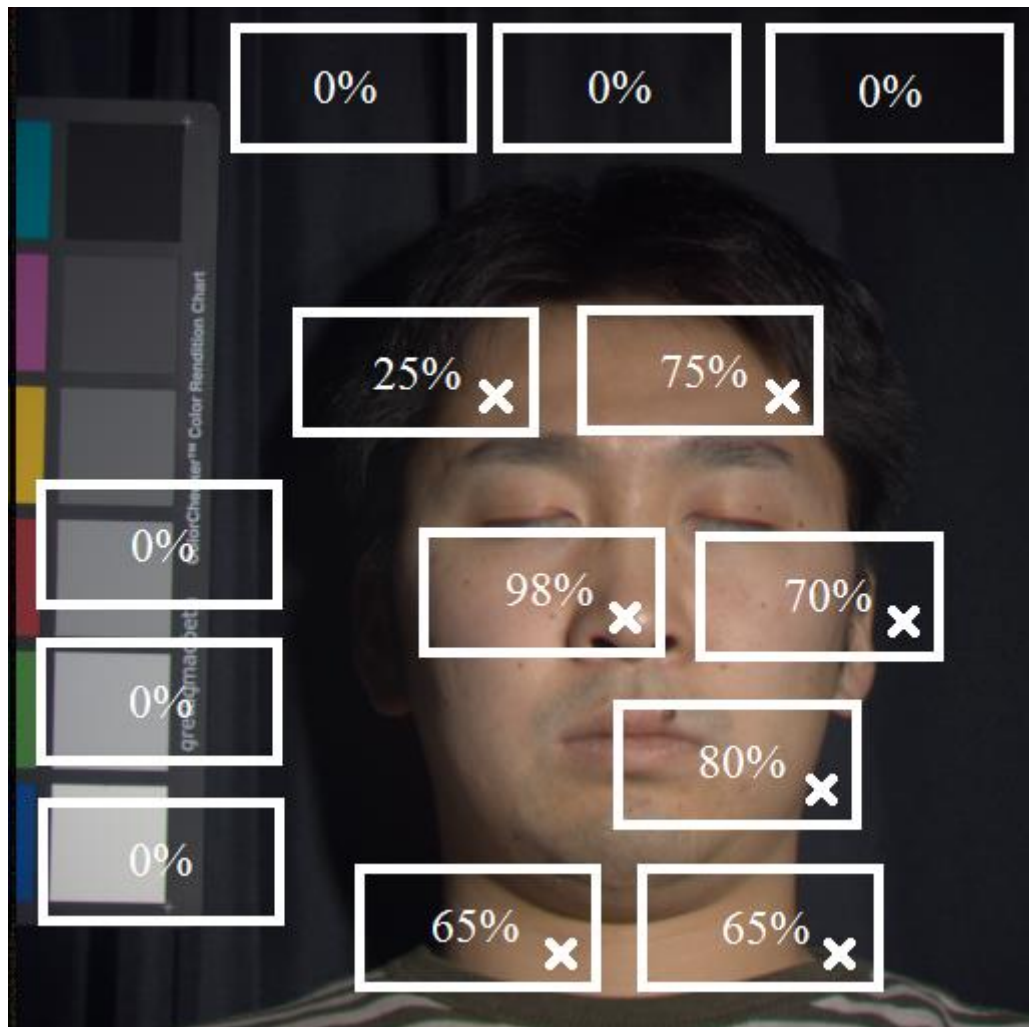 0% 0% 0%
25% 75%
ColorChecker™ Color Rendition Chart
0% 98% 70%
gretagmacbeth
0% 80%
0%
65% 65%